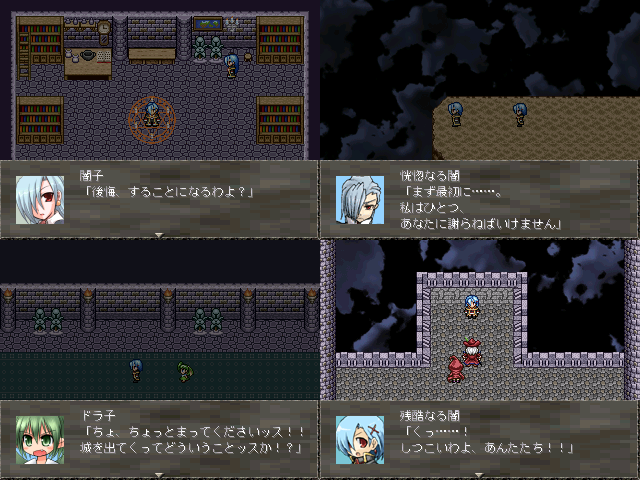 闇子
「後悔、することになるわよ？」
恍惚なる闇
「まず最初に……。
私はひとつ、
あなたに謝らねばいけません」
ドラ子
「ちょ、ちょっとまってくださいッス！！
城を出てくってどういうことッスか！？」
残酷なる闇
「くっ……！
しつこいわよ、あんたたち！！」